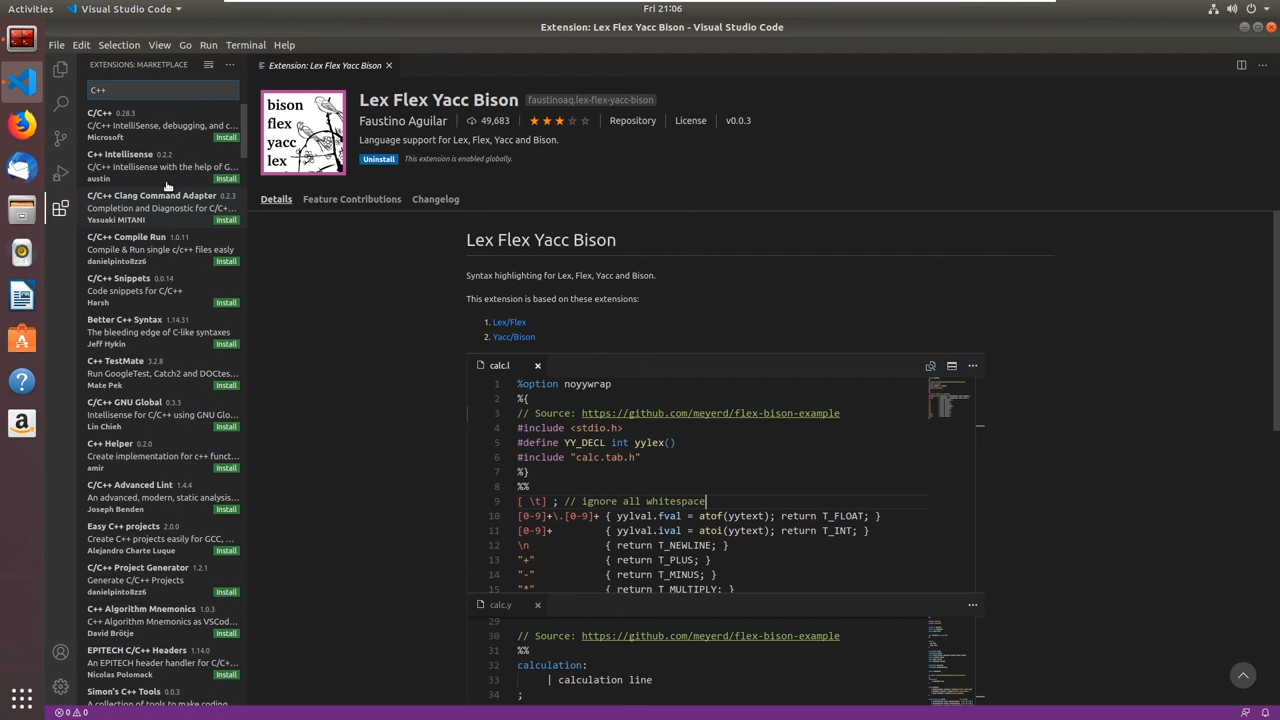 Activities
Visual Studio Code
Fri 21:06
Extension: Lex Flex Yacc Bison - Visual Studio Code
File Edit Selection View Go Run Terminal Help
EXTENSIONS: MARKETPLACE
C++
C/C++ 0.28.3
C/C++ IntelliSense, debugging, and c...
Microsoft Install
C++ Intellisense 0.2.2
C/C++ Intellisense with the help of G...
austin Install
C/C++ Clang Command Adapter 0.2.3
Completion and Diagnostic for C/C+...
Yasuaki MITANI Install
C/C++ Compile Run 1.0.11
Compile & Run single c/c++ files easily
danielpinto8zz6 Install
C/C++ Snippets 0.0.14
Code snippets for C/C++
Harsh Install
Better C++ Syntax 1.14.31
The bleeding edge of C-like syntaxes
Jeff Hykin Install
C++ TestMate 3.2.8
Run GoogleTest, Catch2 and DOCtes...
Mate Pek Install
C/C++ GNU Global 0.3.3
Intellisense for C/C++ using GNU Glo...
Lin Chieh Install
C++ Helper 0.2.0
Create implementation for c++ funct...
amir Install
C/C++ Advanced Lint 1.4.4
An advanced, modern, static analysis...
Joseph Benden Install
Easy C++ projects 2.0.0
Create C++ projects easily for GCC, ...
Alejandro Charte Luque Install
C/C++ Project Generator 1.2.1
Generate C/C++ Projects
danielpinto8zz6 Install
C++ Algorithm Mnemonics 1.0.3
C++ Algorithm Mnemonics as VSCod...
David Brötje Install
EPITECH C/C++ Headers 1.14.0
An EPITECH header handler for C/C+...
Nicolas Polomack Install
Simon's C++ Tools 0.0.3
A collection of tools to make coding
Extension: Lex Flex Yacc Bison
bison
flex
yacc
lex
Lex Flex Yacc Bison faustinoaq.lex-flex-yacc-bison
Faustino Aguilar 49,683 Repository License v0.0.3
Language support for Lex, Flex, Yacc and Bison.
Uninstall This extension is enabled globally.
Details Feature Contributions Changelog
Lex Flex Yacc Bison
Syntax highlighting for Lex, Flex, Yacc and Bison.
This extension is based on these extensions:
1. Lex/Flex
2. Yacc/Bison
calc.l
1 %option noyywrap
2 %{
3 // Source: https://github.com/meyerd/flex-bison-example
4 #include <stdio.h>
5 #define YY_DECL int yylex()
6 #include "calc.tab.h"
7 %}
8 %%
9 [ \t] ; // ignore all whitespace
10 [0-9]+\.[0-9]+ { yylval.fval = atof(yytext); return T_FLOAT; }
11 [0-9]+ { yylval.ival = atoi(yytext); return T_INT; }
12 \n { return T_NEWLINE; }
13 "+" { return T_PLUS; }
14 "-" { return T_MINUS; }
15 "*" { return T_MULTIPLY; }
calc.y
29
30 // Source: https://github.com/meyerd/flex-bison-example
31 %%
32 calculation:
33 | calculation line
34 ;
0 0